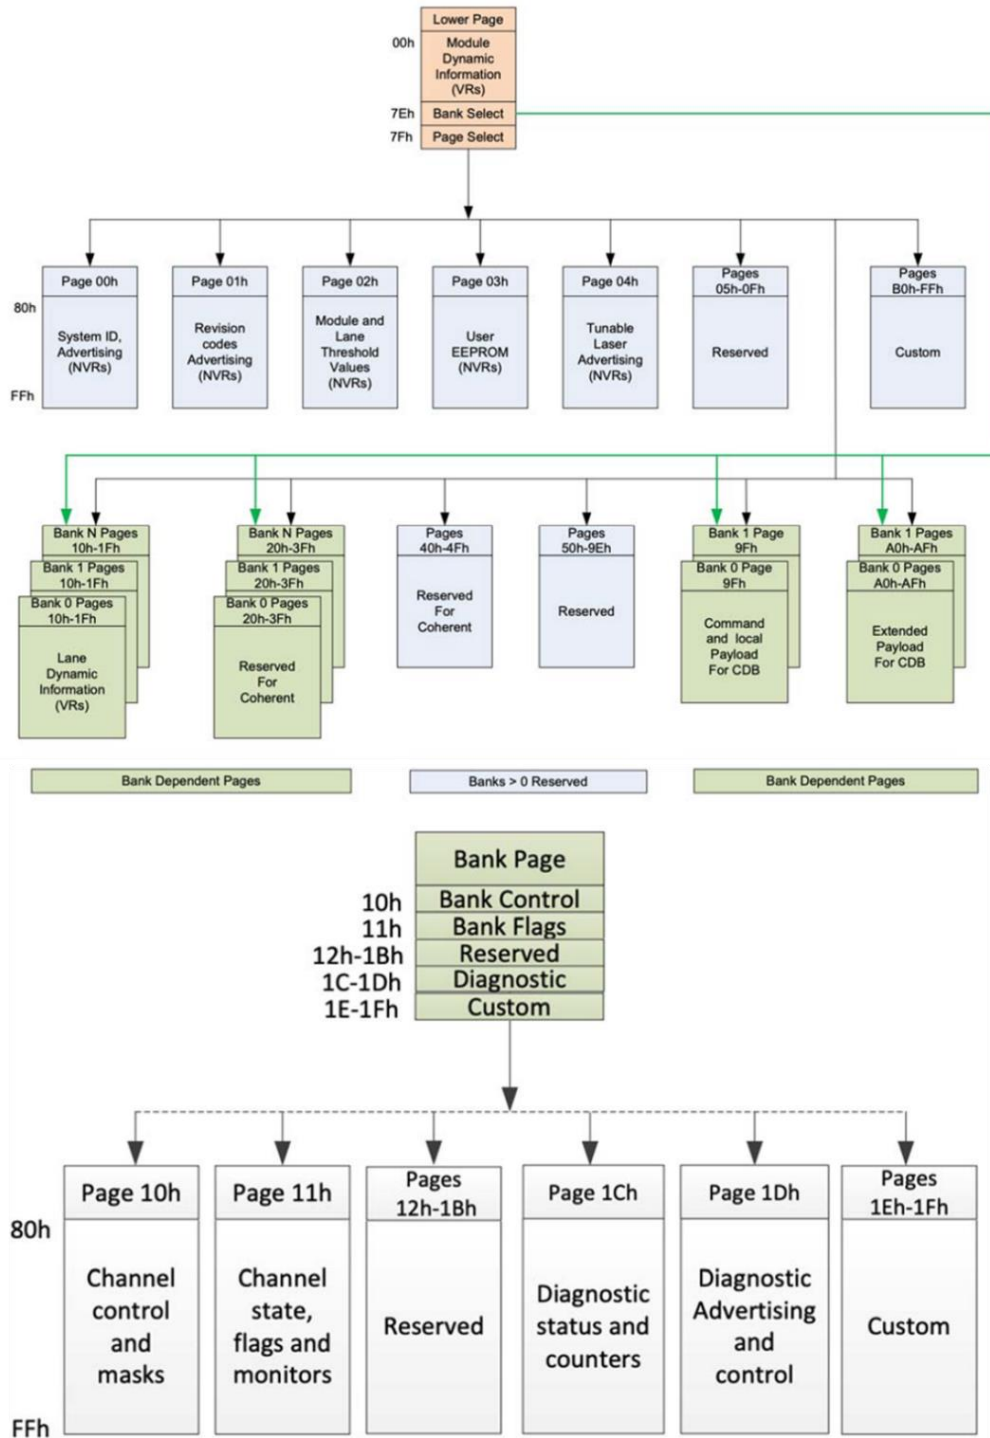 Lower Page
00h
Module
Dynamic
Information
(VRs)
7Eh
Bank Select
7Fh
Page Select
Page 00h
Page 01h
Page 02h
Page 03h
Page 04h
Pages
05h-0Fh
Pages
B0h-FFh
80h
System ID,
Advertising
(NVRs)
Revision
codes
Advertising
(NVRs)
Module and
Lane
Threshold
Values
(NVRs)
User
EEPROM
(NVRs)
Tunable
Laser
Advertising
(NVRs)
Reserved
Custom
FFh
Bank N Pages
10h-1Fh
Bank 1 Pages
10h-1Fh
Bank 0 Pages
10h-1Fh
Lane
Dynamic
Information
(VRs)
Bank N Pages
20h-3Fh
Bank 1 Pages
20h-3Fh
Bank 0 Pages
20h-3Fh
Reserved
For
Coherent
Pages
40h-4Fh
Reserved
For
Coherent
Pages
50h-9Eh
Reserved
Bank 1 Page
9Fh
Bank 0 Page
9Fh
Command
and local
Payload
For CDB
Bank 1 Pages
A0h-AFh
Bank 0 Pages
A0h-AFh
Extended
Payload
For CDB
Bank Dependent Pages
Banks > 0 Reserved
Bank Dependent Pages
Bank Page
10h
Bank Control
11h
Bank Flags
12h-1Bh
Reserved
1C-1Dh
Diagnostic
1E-1Fh
Custom
Page 10h
Page 11h
Pages
12h-1Bh
Page 1Ch
Page 1Dh
Pages
1Eh-1Fh
80h
Channel
control
and
masks
Channel
state,
flags and
monitors
Reserved
Diagnostic
status and
counters
Diagnostic
Advertising
and
control
Custom
FFh